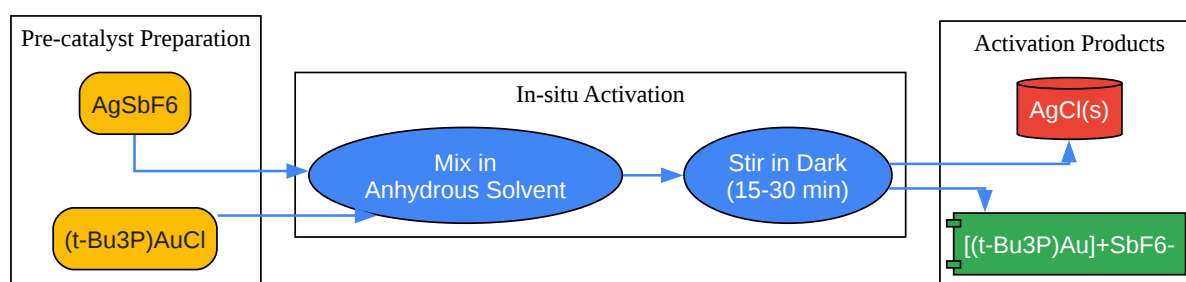 Pre-catalyst Preparation
AgSbF6
(t-Bu3P)AuCl
In-situ Activation
Mix in
Anhydrous Solvent
Stir in Dark
(15-30 min)
Activation Products
AgCl(s)
[(t-Bu3P)Au]+SbF6-